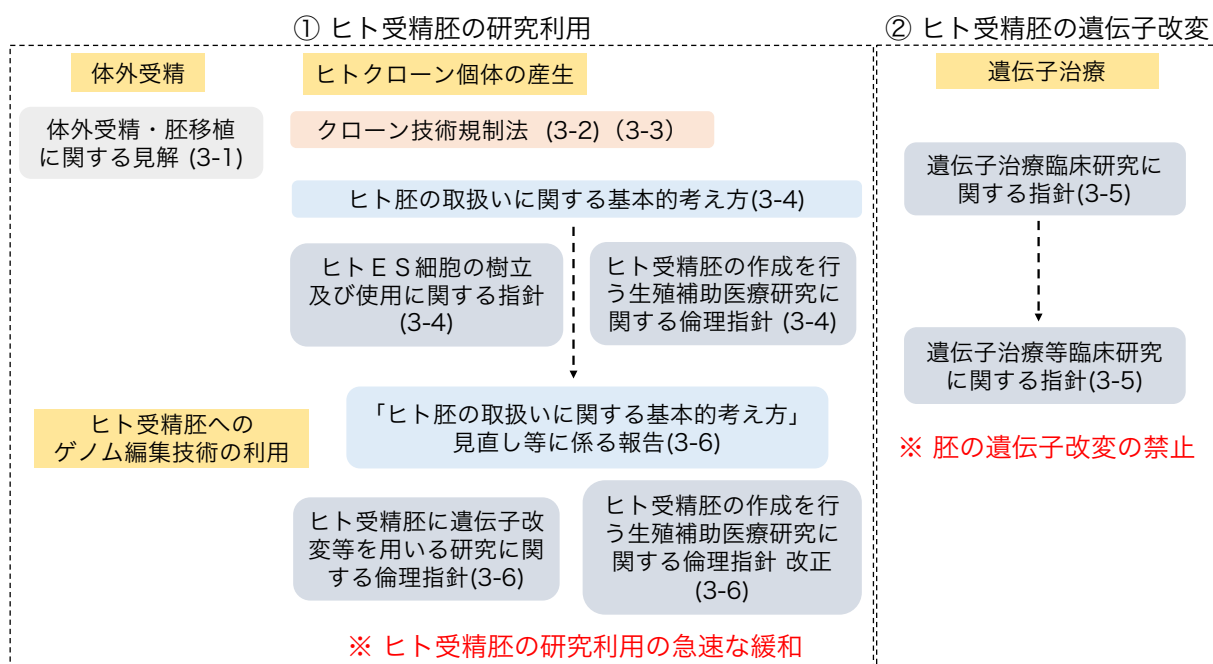 ① ヒト受精胚の研究利用
② ヒト受精胚の遺伝子改変
体外受精
体外受精・胚移植
に関する見解 (3-1)
ヒトクローン個体の産生
クローン技術規制法 (3-2)（3-3）
ヒト胚の取扱いに関する基本的考え方(3-4)
ヒトＥＳ細胞の樹立
及び使用に関する指針
(3-4)
ヒト受精胚の作成を行
う生殖補助医療研究に
関する倫理指針 (3-4)
ヒト受精胚への
ゲノム編集技術の利用
「ヒト胚の取扱いに関する基本的考え方」
見直し等に係る報告(3-6)
ヒト受精胚に遺伝子改
変等を用いる研究に関
する倫理指針(3-6)
ヒト受精胚の作成を行
う生殖補助医療研究に
関する倫理指針 改正
(3-6)
※ ヒト受精胚の研究利用の急速な緩和
遺伝子治療
遺伝子治療臨床研究に
関する指針(3-5)
遺伝子治療等臨床研究
に関する指針(3-5)
※ 胚の遺伝子改変の禁止